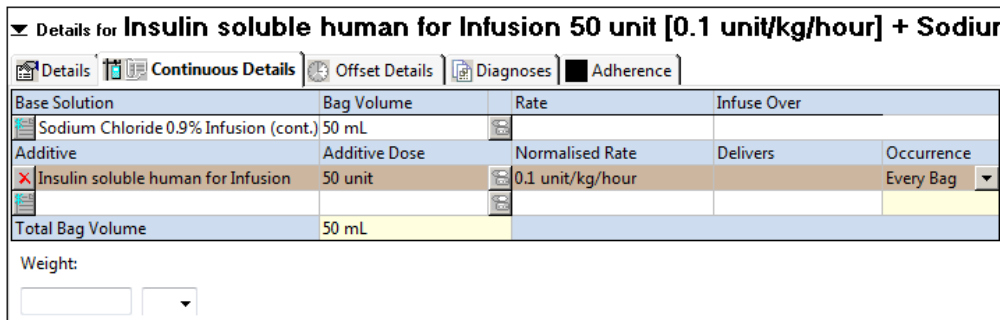 Details for Insulin soluble human for Infusion 50 unit [0.1 unit/kg/hour] + Sodiur
Details Continuous Details Offset Details Diagnoses Adherence
Base Solution Bag Volume Rate Infuse Over
Sodium Chloride 0.9% Infusion (cont.) 50 mL
Additive Additive Dose Normalised Rate Delivers Occurrence
Insulin soluble human for Infusion 50 unit 0.1 unit/kg/hour Every Bag
Total Bag Volume 50 mL
Weight: